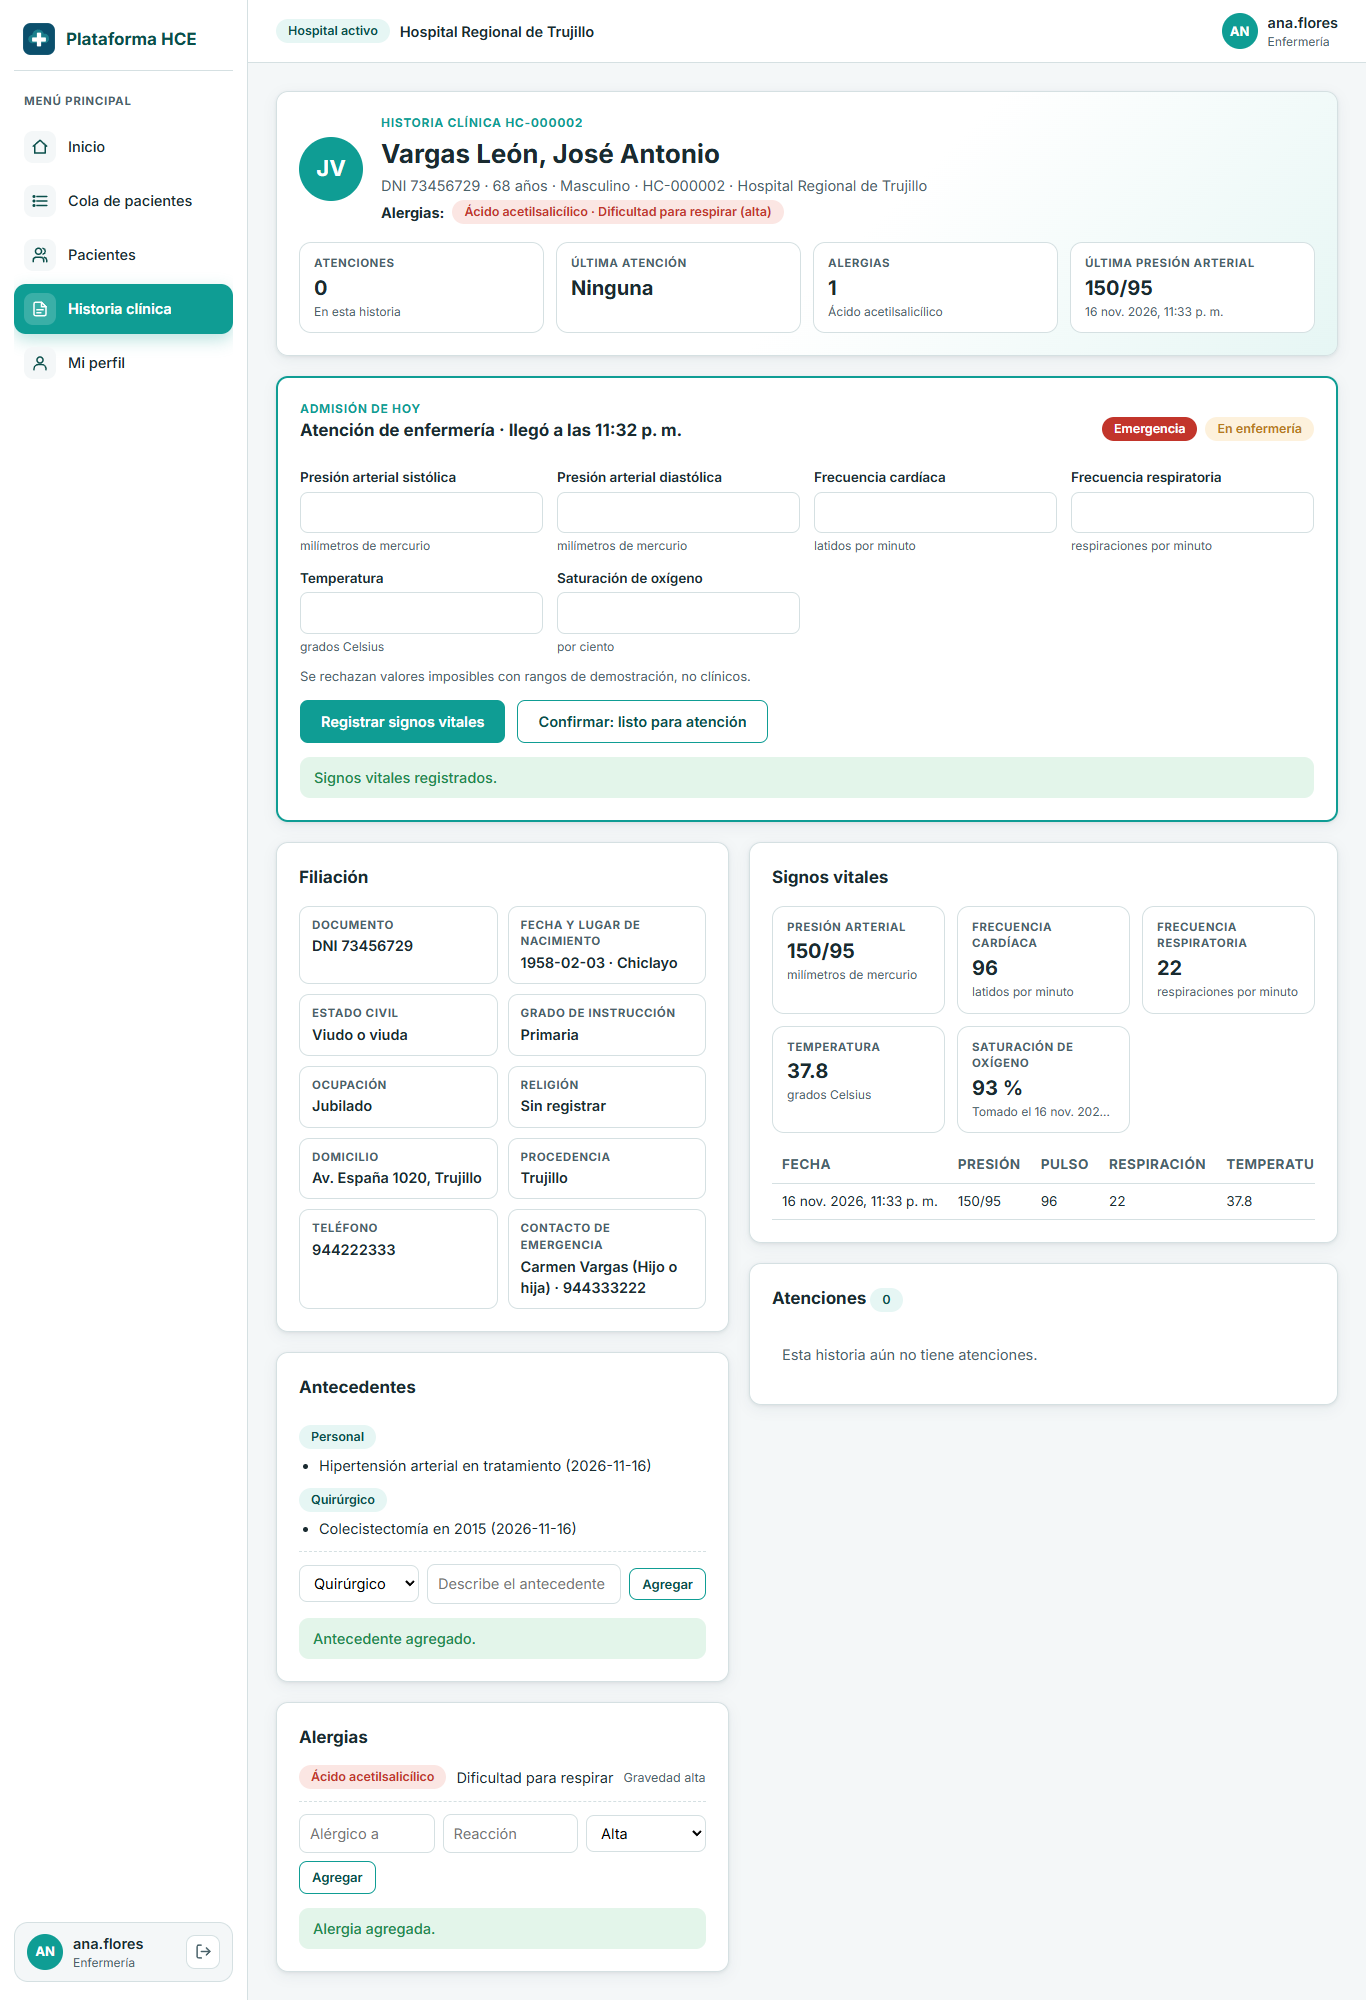 Plataforma HCE
MENÚ PRINCIPAL
Inicio
Cola de pacientes
Pacientes
Historia clínica
Mi perfil
AN
ana.flores
Enfermería
Hospital activo
Hospital Regional de Trujillo
AN
ana.flores
Enfermería
HISTORIA CLÍNICA HC-000002
JV
Vargas León, José Antonio
DNI 73456729 · 68 años · Masculino · HC-000002 · Hospital Regional de Trujillo
Alergias: Ácido acetilsalicílico · Dificultad para respirar (alta)
ATENCIONES
0
En esta historia
ÚLTIMA ATENCIÓN
Ninguna
ALERGIAS
1
Ácido acetilsalicílico
ÚLTIMA PRESIÓN ARTERIAL
150/95
16 nov. 2026, 11:33 p. m.
ADMISIÓN DE HOY
Atención de enfermería · llegó a las 11:32 p. m.
Emergencia
En enfermería
Presión arterial sistólica
milímetros de mercurio
Presión arterial diastólica
milímetros de mercurio
Frecuencia cardíaca
latidos por minuto
Frecuencia respiratoria
respiraciones por minuto
Temperatura
grados Celsius
Saturación de oxígeno
por ciento
Se rechazan valores imposibles con rangos de demostración, no clínicos.
Registrar signos vitales
Confirmar: listo para atención
Signos vitales registrados.
Filiación
DOCUMENTO
DNI 73456729
FECHA Y LUGAR DE
NACIMIENTO
1958-02-03 · Chiclayo
ESTADO CIVIL
Viudo o viuda
GRADO DE INSTRUCCIÓN
Primaria
OCUPACIÓN
Jubilado
RELIGIÓN
Sin registrar
DOMICILIO
Av. España 1020, Trujillo
PROCEDENCIA
Trujillo
TELÉFONO
944222333
CONTACTO DE
EMERGENCIA
Carmen Vargas (Hijo o
hija) · 944333222
Antecedentes
Personal
• Hipertensión arterial en tratamiento (2026-11-16)
Quirúrgico
• Colecistectomía en 2015 (2026-11-16)
Quirúrgico
Describe el antecedente
Agregar
Antecedente agregado.
Alergias
Ácido acetilsalicílico
Dificultad para respirar
Gravedad alta
Alérgico a
Reacción
Alta
Agregar
Alergia agregada.
Signos vitales
PRESIÓN ARTERIAL
150/95
milímetros de mercurio
FRECUENCIA
CARDÍACA
96
latidos por minuto
FRECUENCIA
RESPIRATORIA
22
respiraciones por minuto
TEMPERATURA
37.8
grados Celsius
SATURACIÓN DE
OXÍGENO
93 %
Tomado el 16 nov. 202...
FECHA PRESIÓN PULSO RESPIRACIÓN TEMPERATU
16 nov. 2026, 11:33 p. m. 150/95 96 22 37.8
Atenciones 0
Esta historia aún no tiene atenciones.